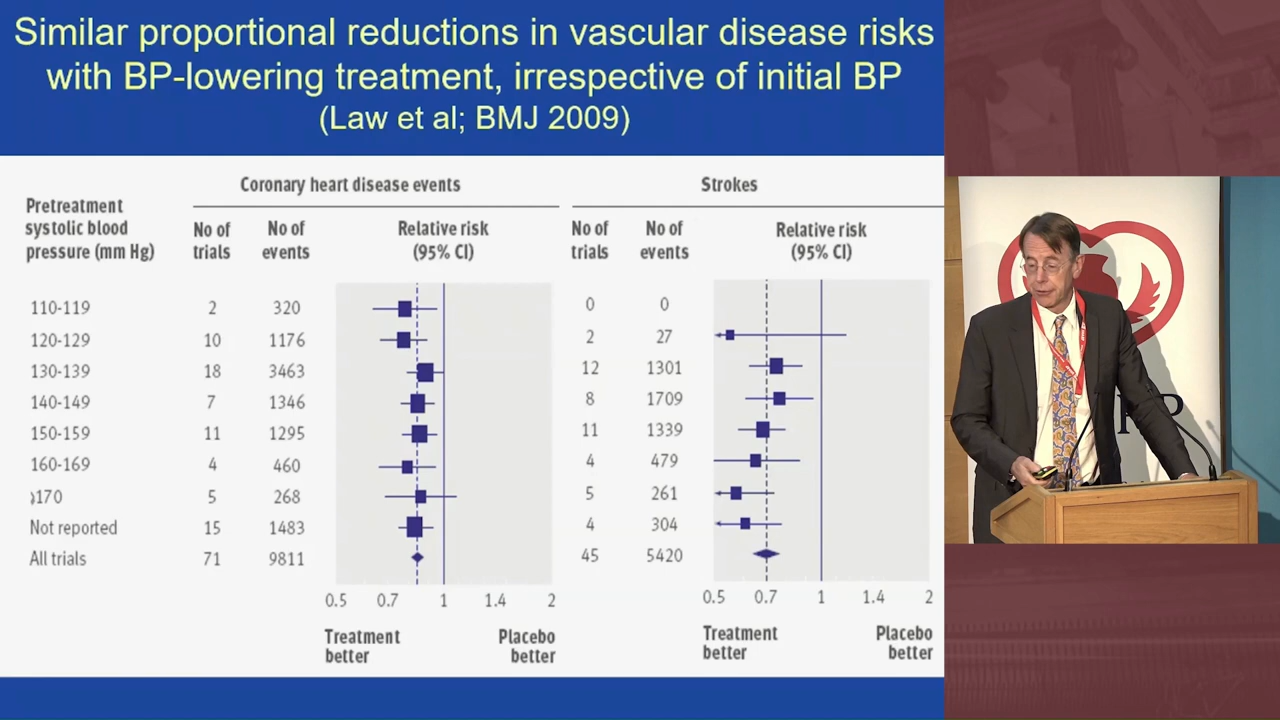 Similar proportional reductions in vascular disease risks
with BP-lowering treatment, irrespective of initial BP
(Law et al; BMJ 2009)
Coronary heart disease events
Strokes
Pretreatment
systolic blood
pressure (mm Hg)
No of
trials
No of
events
Relative risk
(95% CI)
No of
trials
No of
events
Relative risk
(95% CI)
110-119 2 320 0 0
120-129 10 1176 2 27
130-139 18 3463 12 1301
140-149 7 1346 8 1709
150-159 11 1295 11 1339
160-169 4 460 4 479
⟩170 5 268 5 261
Not reported 15 1483 4 304
All trials 71 9811 45 5420
0.5 0.7 1 1.4 2 0.5 0.7 1 1.4 2
Treatment
better
Placebo
better
Treatment
better
Placebo
better